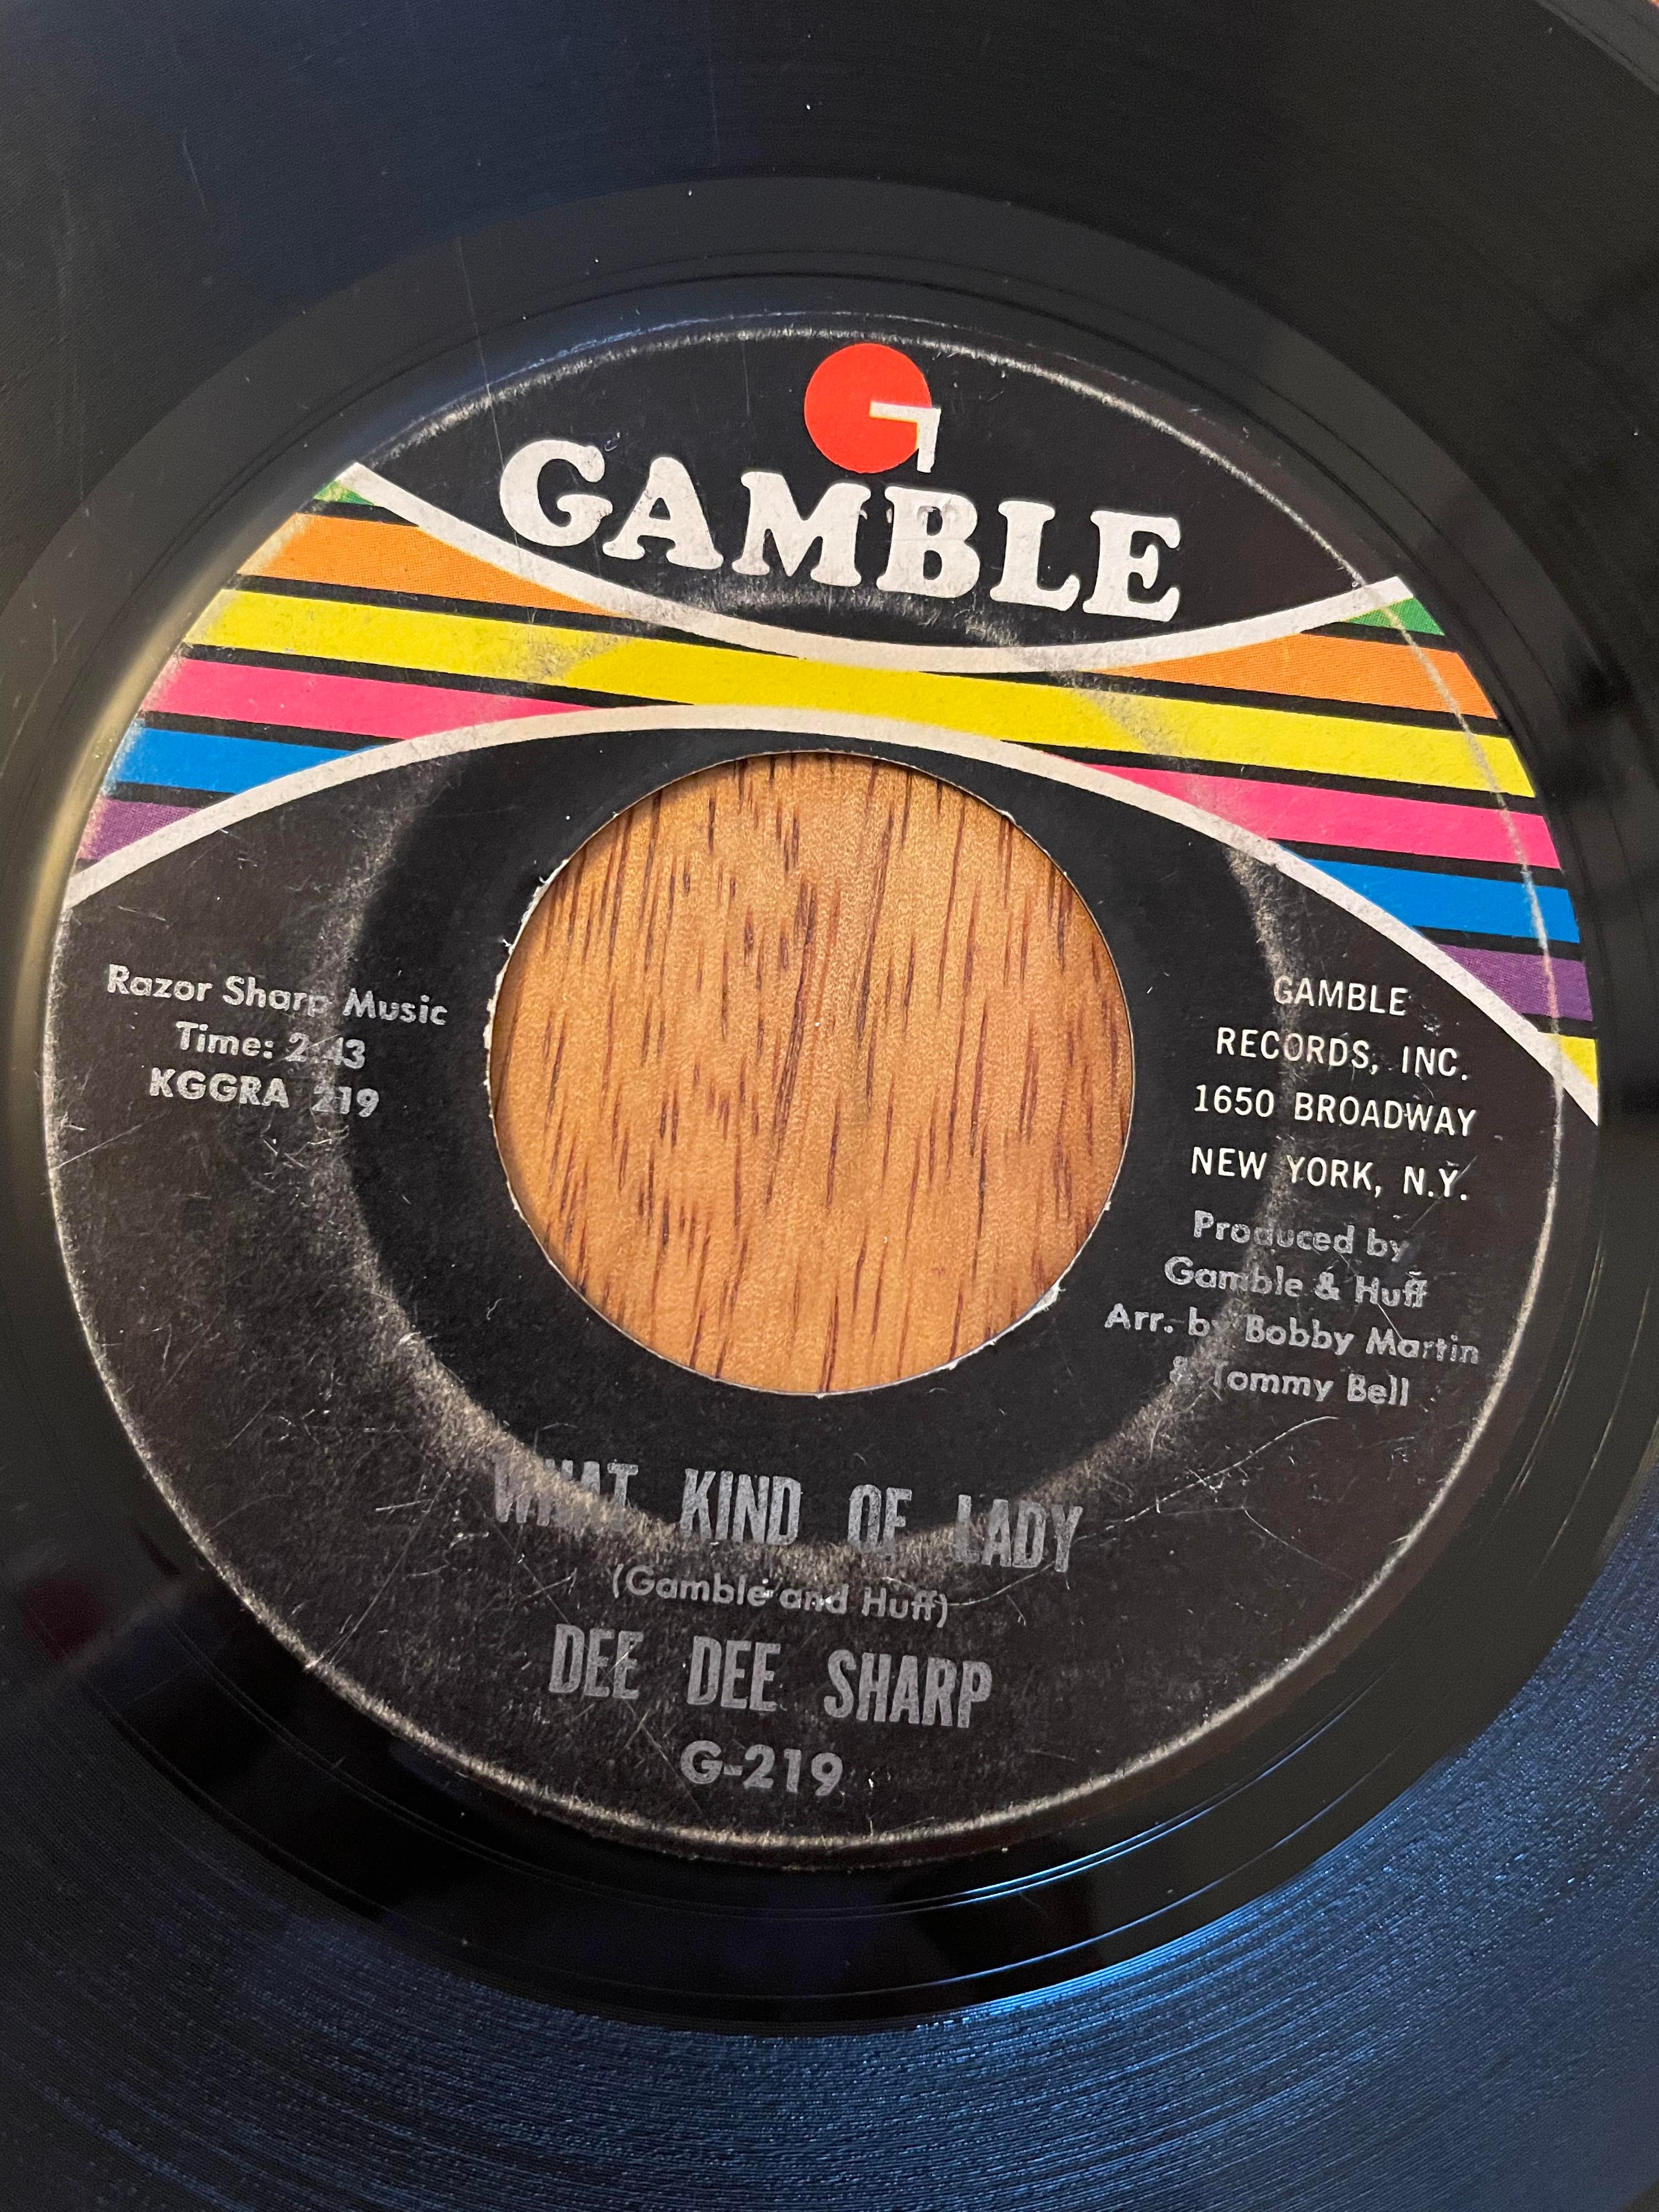 GAMBLE
Razor Sharp Music
Time: 2:43
KGGRA 219
GAMBLE
RECORDS, INC.
1650 BROADWAY
NEW YORK, N.Y.
Produced by
Gamble & Huff
Arr. by Bobby Martin
& Tommy Bell
WHAT KIND OF LADY
(Gamble and Huff)
DEE DEE SHARP
G-219